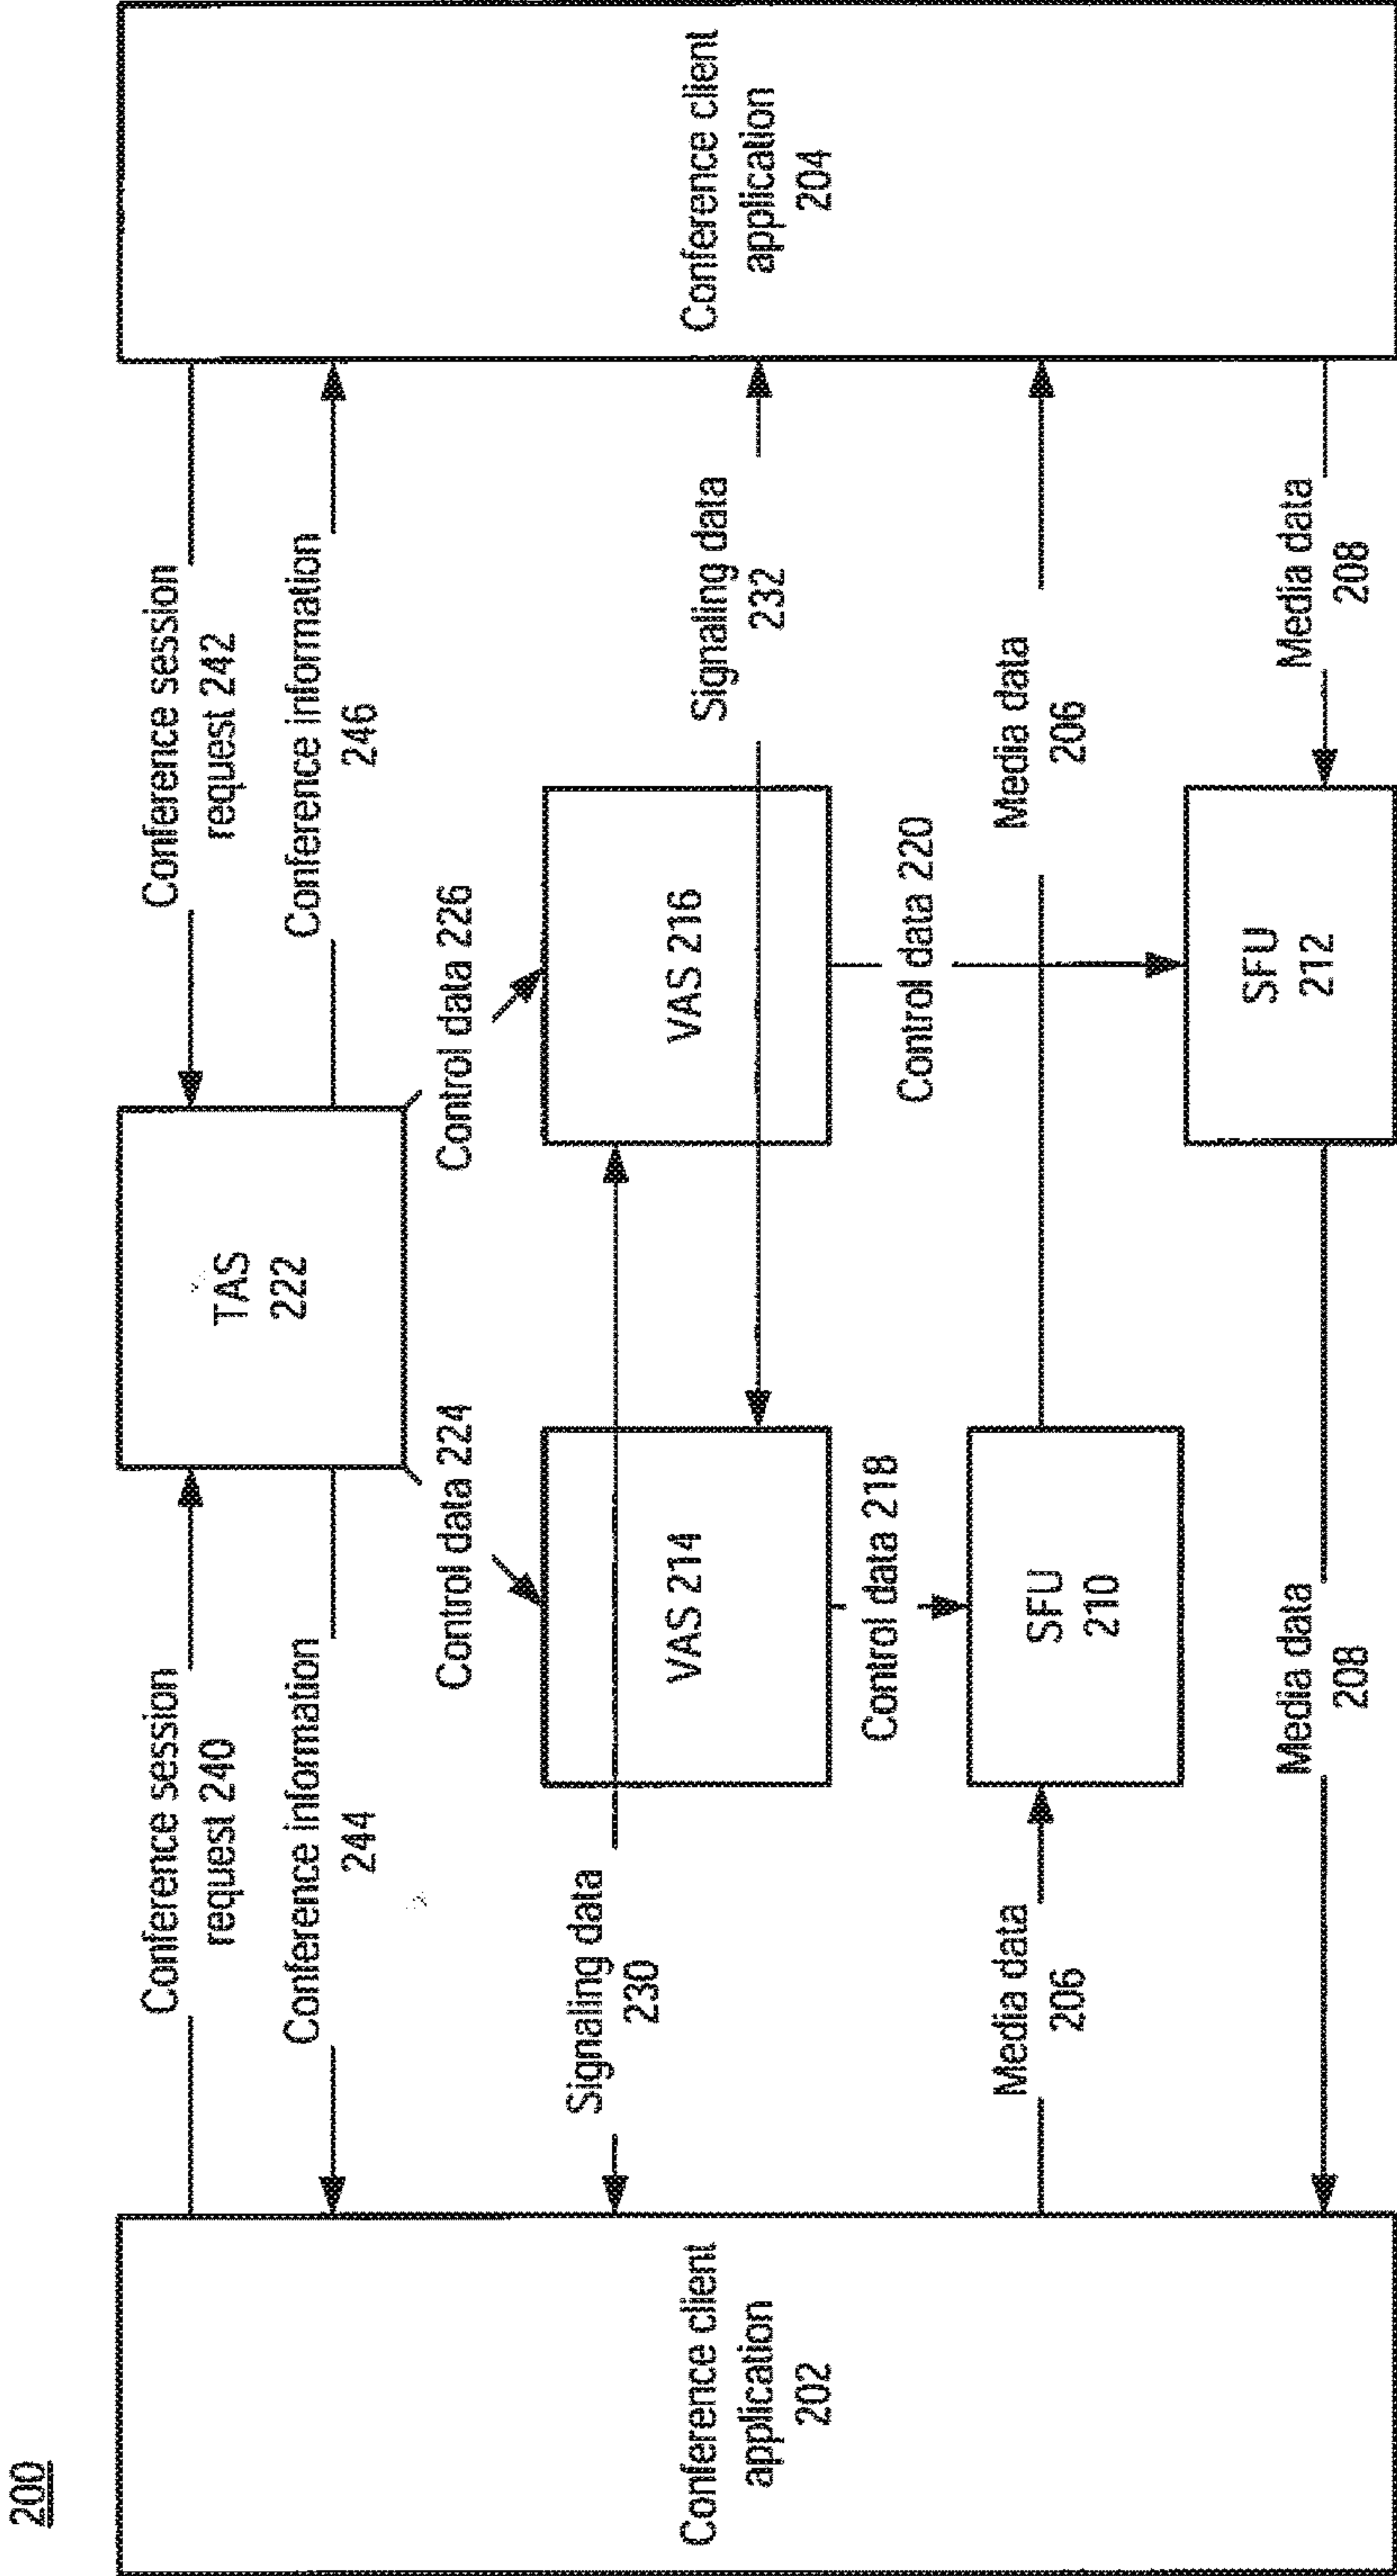 200
Conference session
request 240
Conference session
request 242
Conference information
244
Conference information
246
TAS
222
Control data 224
Control data 226
Conference client
application
202
Conference client
application
204
Signaling data
230
Signaling data
232
VAS 214
VAS 216
Control data 218
Control data 220
Media data
206
Media data
206
SFU
210
SFU
212
Media data
208
Media data
208